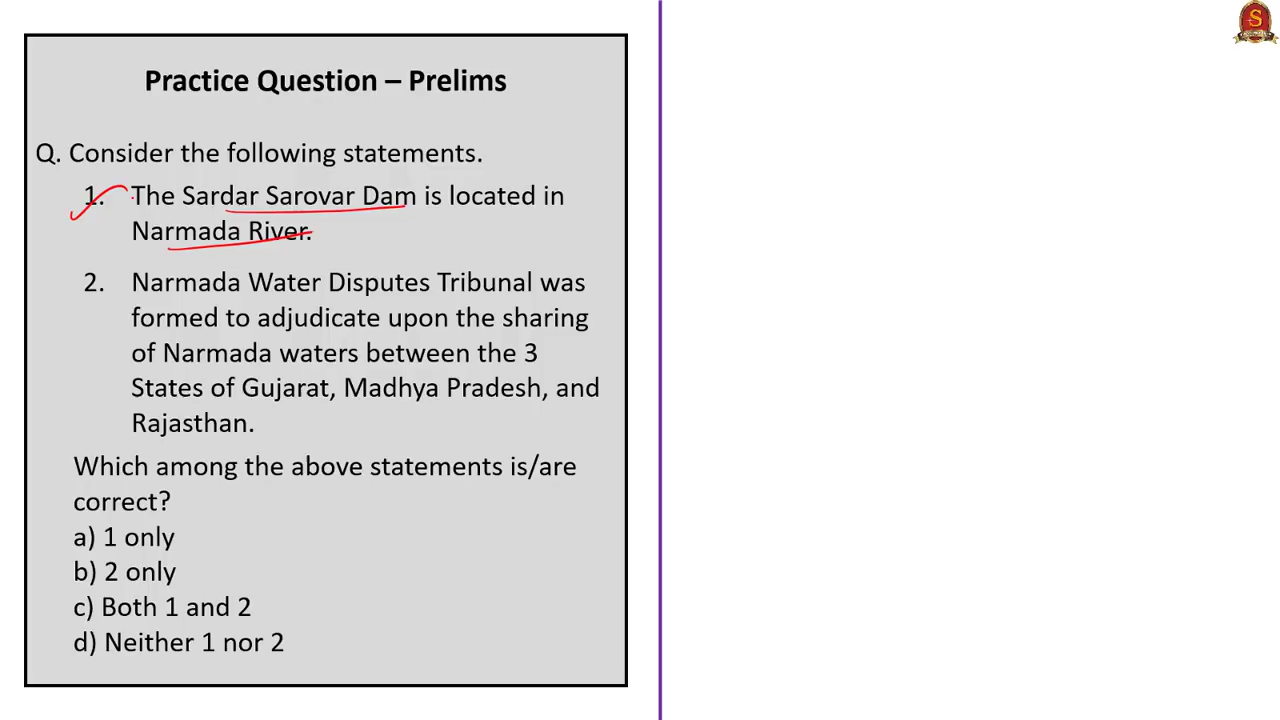 Practice Question – Prelims
Q. Consider the following statements.
1. The Sardar Sarovar Dam is located in
Narmada River.
2. Narmada Water Disputes Tribunal was
formed to adjudicate upon the sharing
of Narmada waters between the 3
States of Gujarat, Madhya Pradesh, and
Rajasthan.
Which among the above statements is/are
correct?
a) 1 only
b) 2 only
c) Both 1 and 2
d) Neither 1 nor 2
S